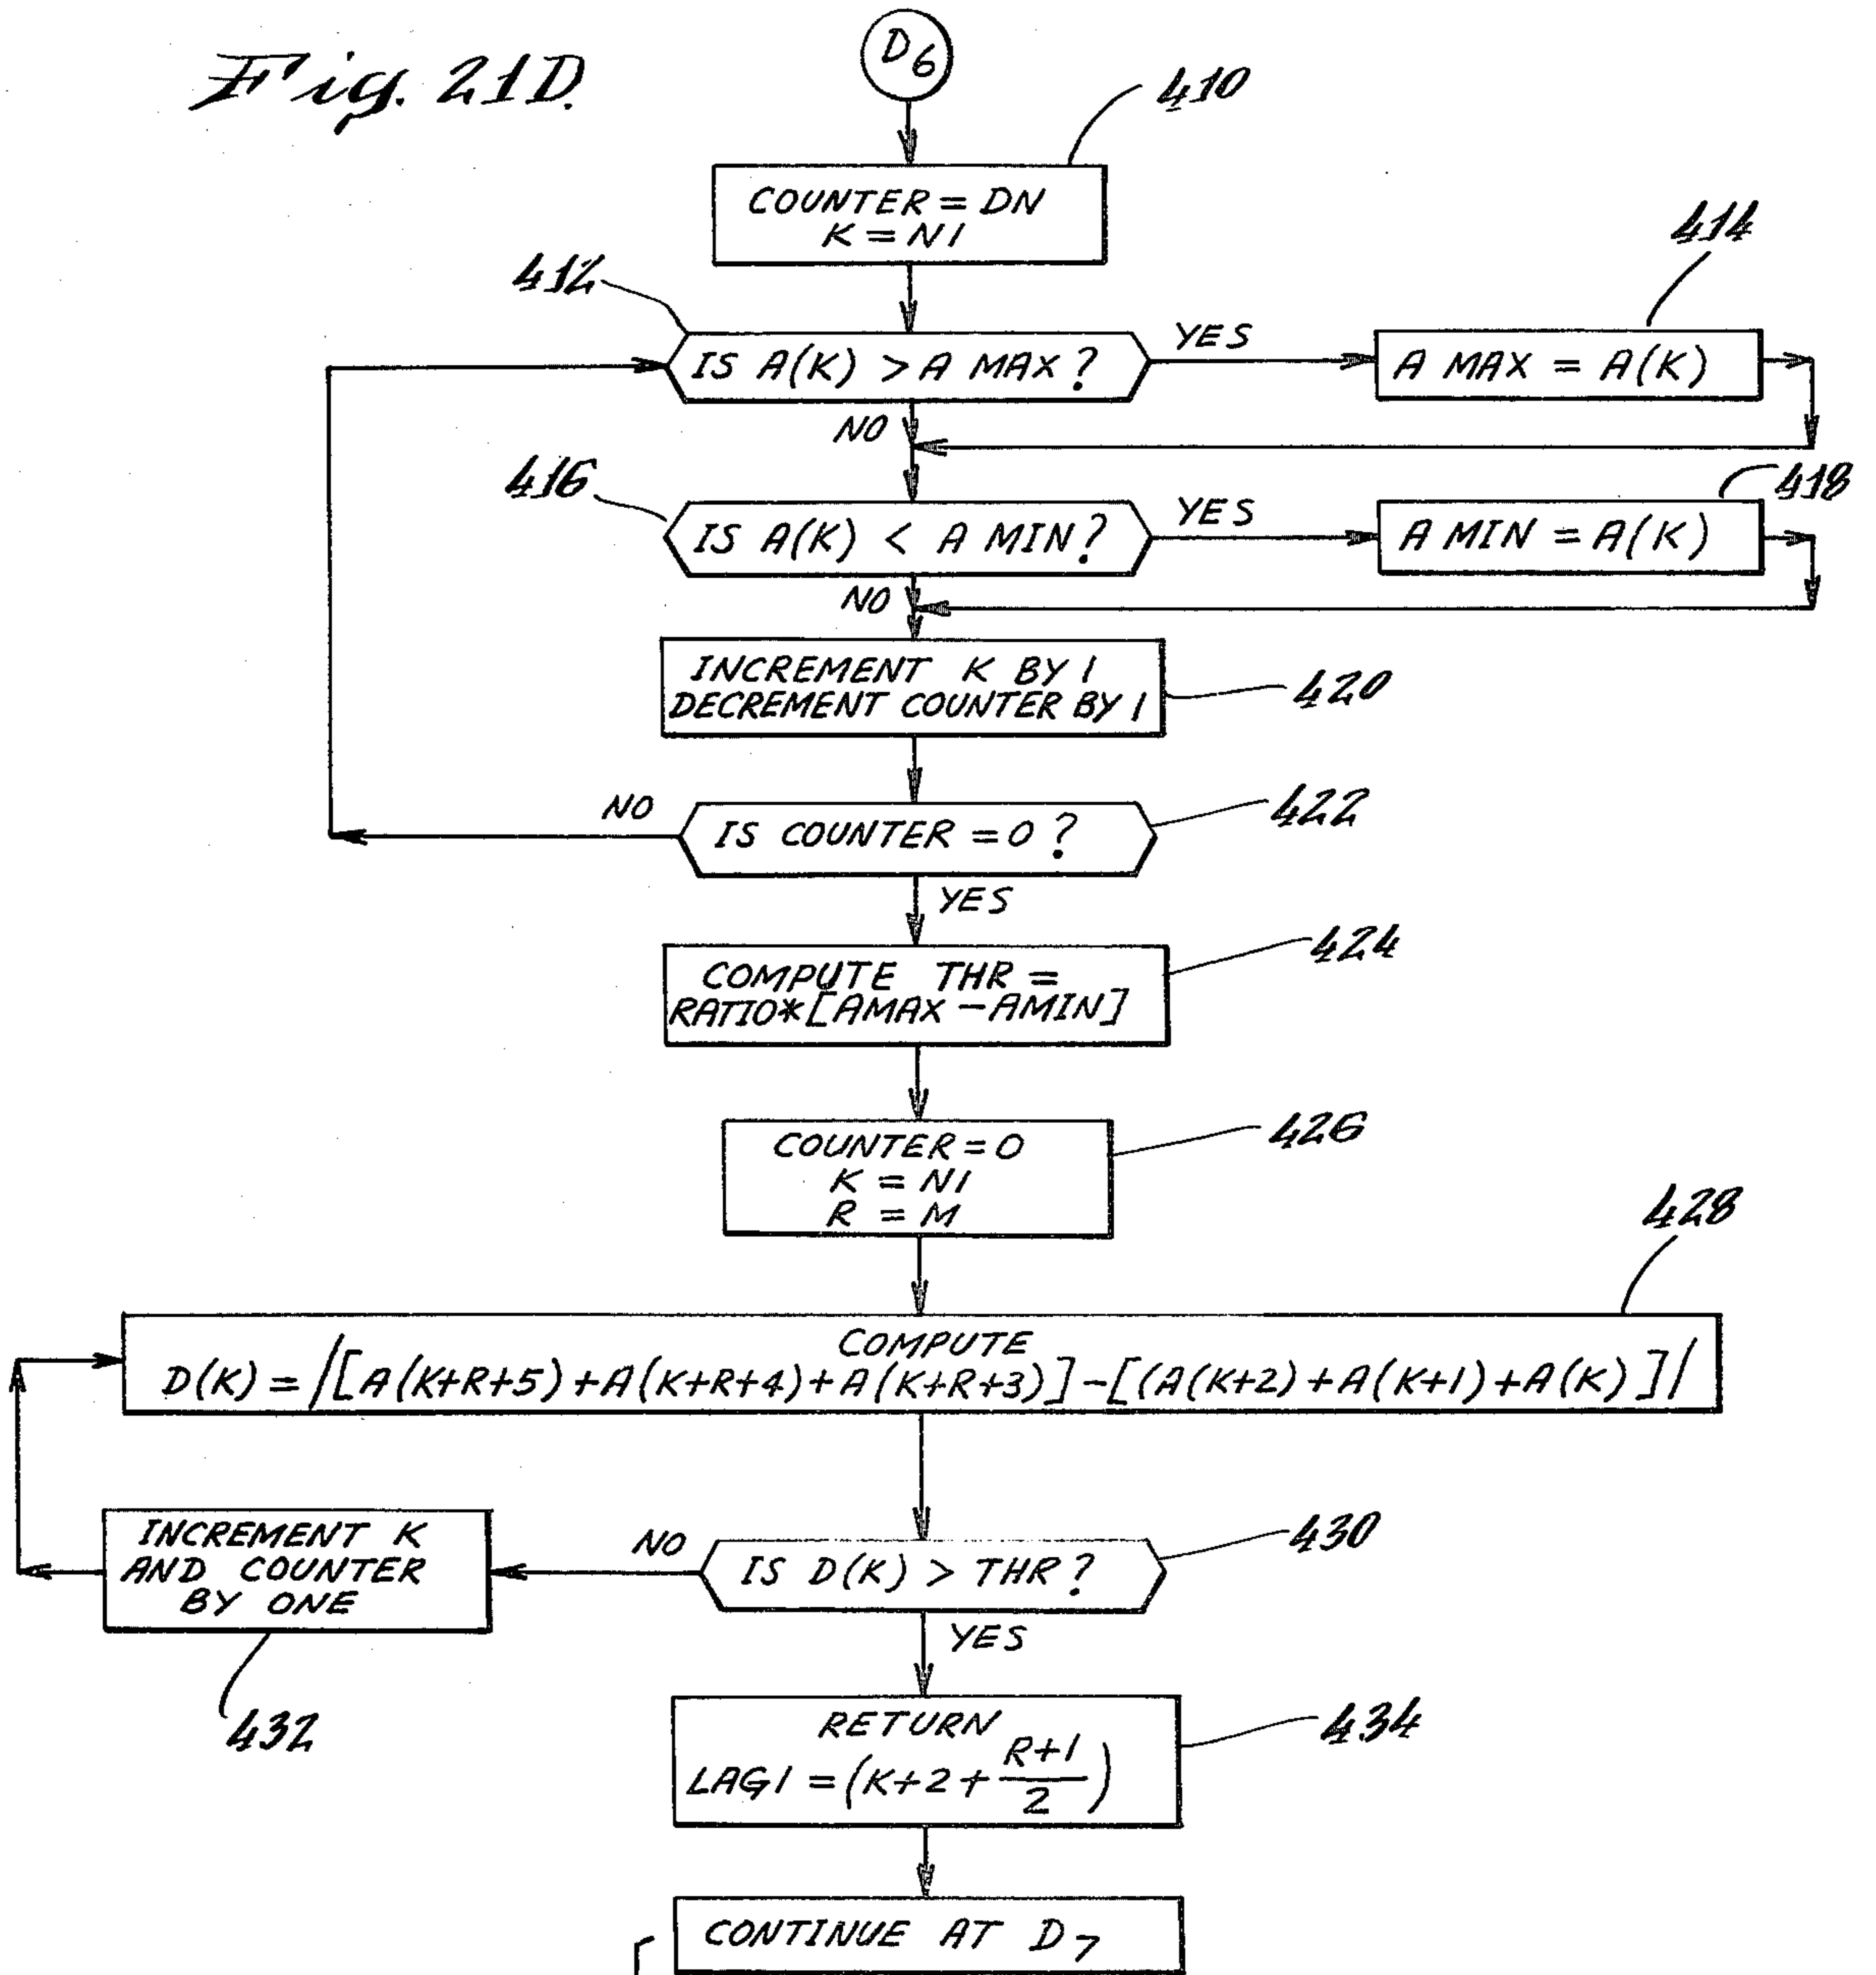 Fig. 21D.
D6
410
COUNTER = DN
K = N1
412
414
IS A(K) > A MAX?
YES
A MAX = A(K)
NO
416
418
IS A(K) < A MIN?
YES
A MIN = A(K)
NO
INCREMENT K BY 1
DECREMENT COUNTER BY 1
420
NO
IS COUNTER = 0?
422
YES
COMPUTE THR =
RATIO*[AMAX - AMIN]
424
COUNTER = 0
K = N1
R = M
426
428
COMPUTE
D(K) = /[A(K+R+5)+A(K+R+4)+A(K+R+3)]-[(A(K+2)+A(K+1)+A(K)]/
INCREMENT K
AND COUNTER
BY ONE
NO
IS D(K) > THR?
430
YES
432
RETURN
LAG1 = (K+2+ R+1/2)
434
CONTINUE AT D7